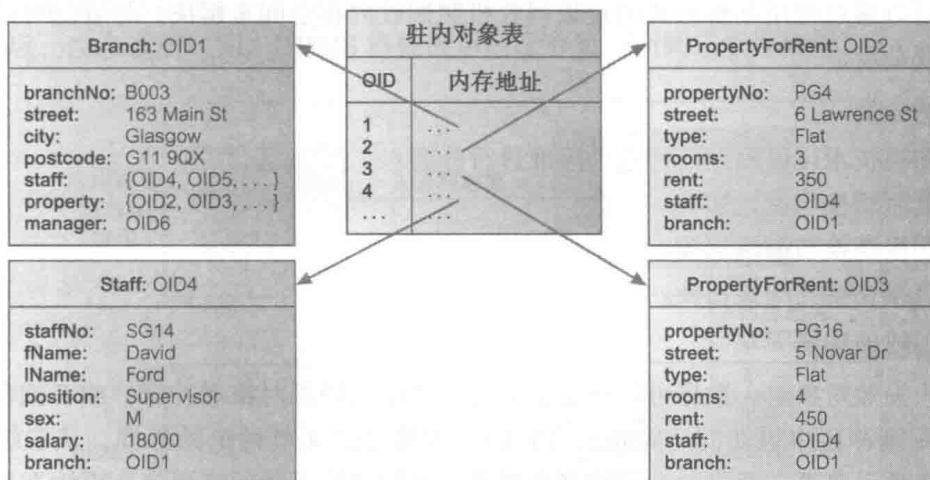 Branch: OID1
branchNo: B003
street: 163 Main St
city: Glasgow
postcode: G11 9QX
staff: {OID4, OID5, . . . }
property: {OID2, OID3, . . . }
manager: OID6
驻内对象表
OID 内存地址
1 . . .
2 . . .
3 . . .
4 . . .
. . . . . .
PropertyForRent: OID2
propertyNo: PG4
street: 6 Lawrence St
type: Flat
rooms: 3
rent: 350
staff: OID4
branch: OID1
Staff: OID4
staffNo: SG14
fName: David
lName: Ford
position: Supervisor
sex: M
salary: 18000
branch: OID1
PropertyForRent: OID3
propertyNo: PG16
street: 5 Novar Dr
type: Flat
rooms: 4
rent: 450
staff: OID4
branch: OID1